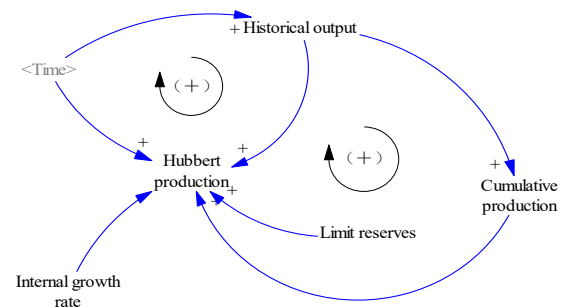 + Historical output
<Time>
(+)
+
+
Hubbert
production
+
+
(+)
+
Cumulative
production
Limit reserves
Internal growth
rate